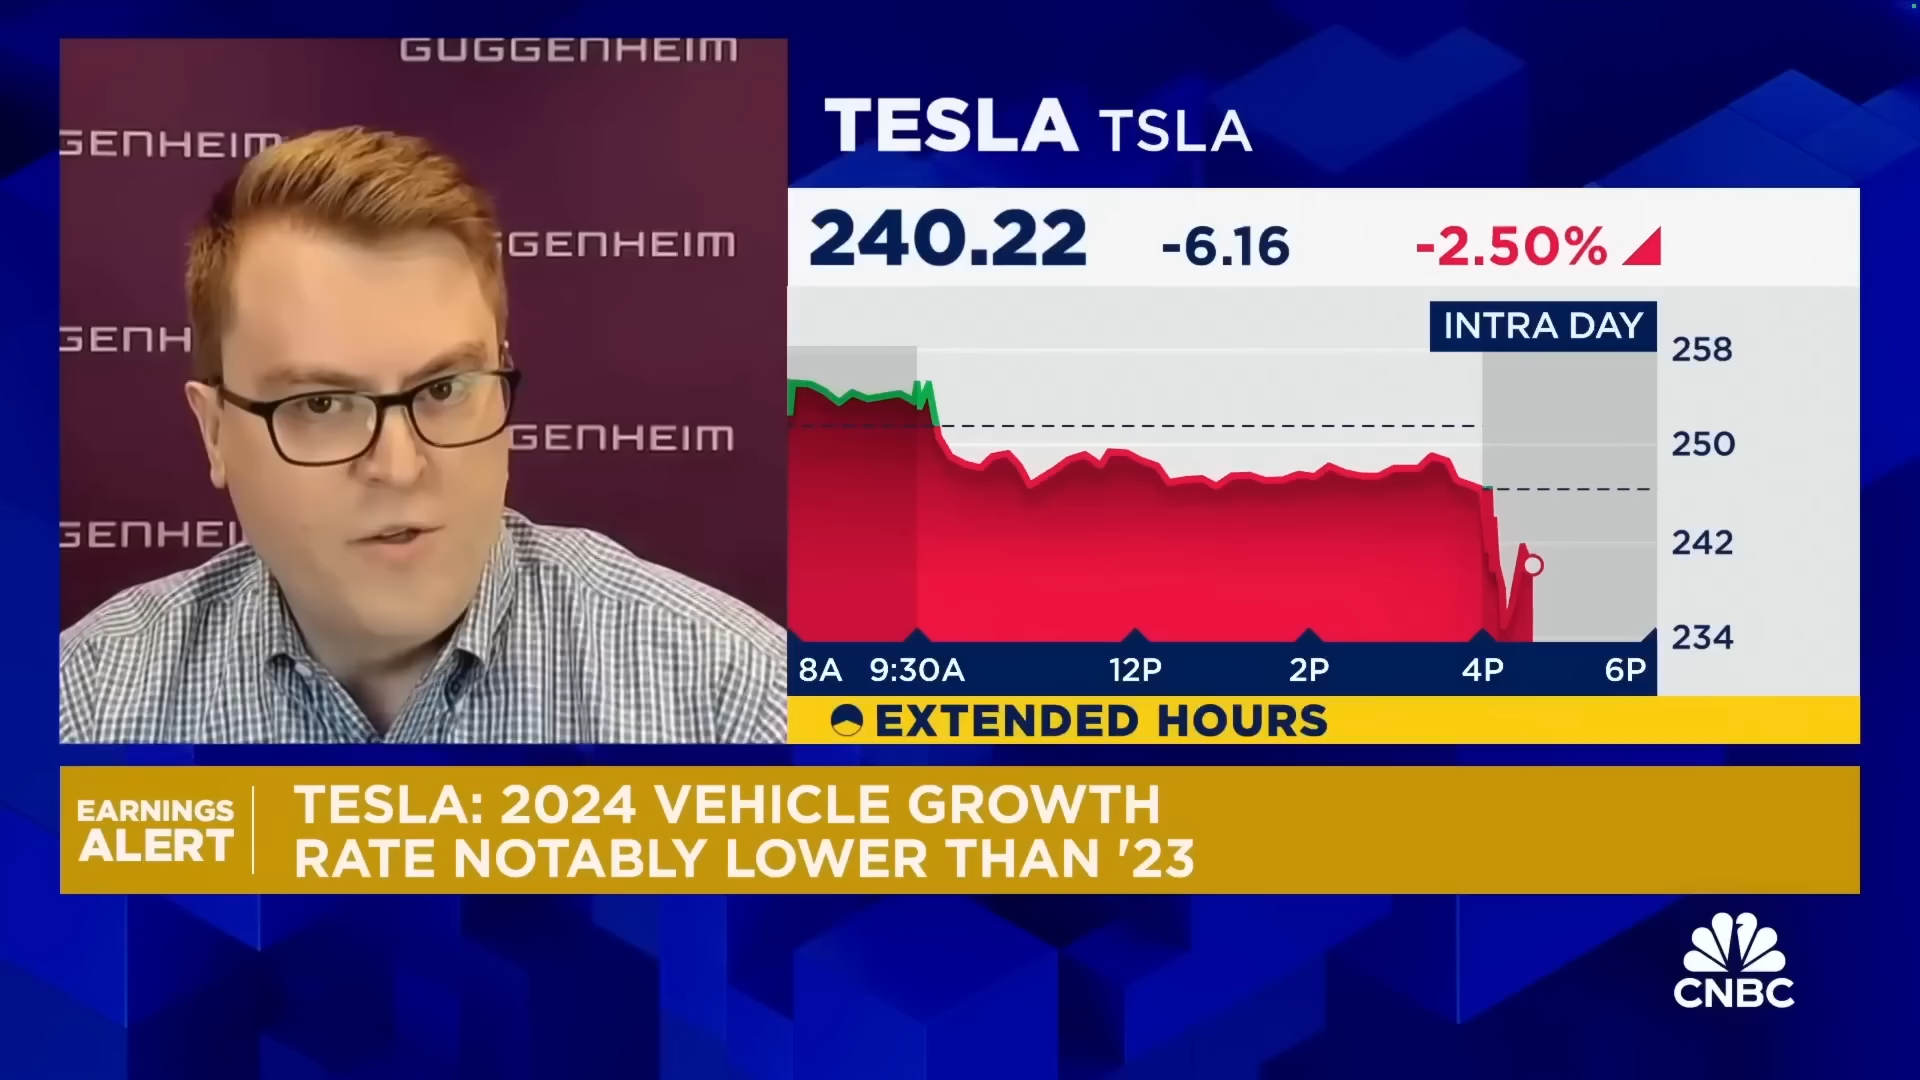 GUGGENHEIM
GENHEIM
GGENHEIM
GENH
GGENHEIM
GENHEI
TESLA TSLA
240.22 -6.16 -2.50%
INTRA DAY
258
250
242
234
8A 9:30A 12P 2P 4P 6P
EXTENDED HOURS
EARNINGS
ALERT
TESLA: 2024 VEHICLE GROWTH
RATE NOTABLY LOWER THAN '23
CNBC